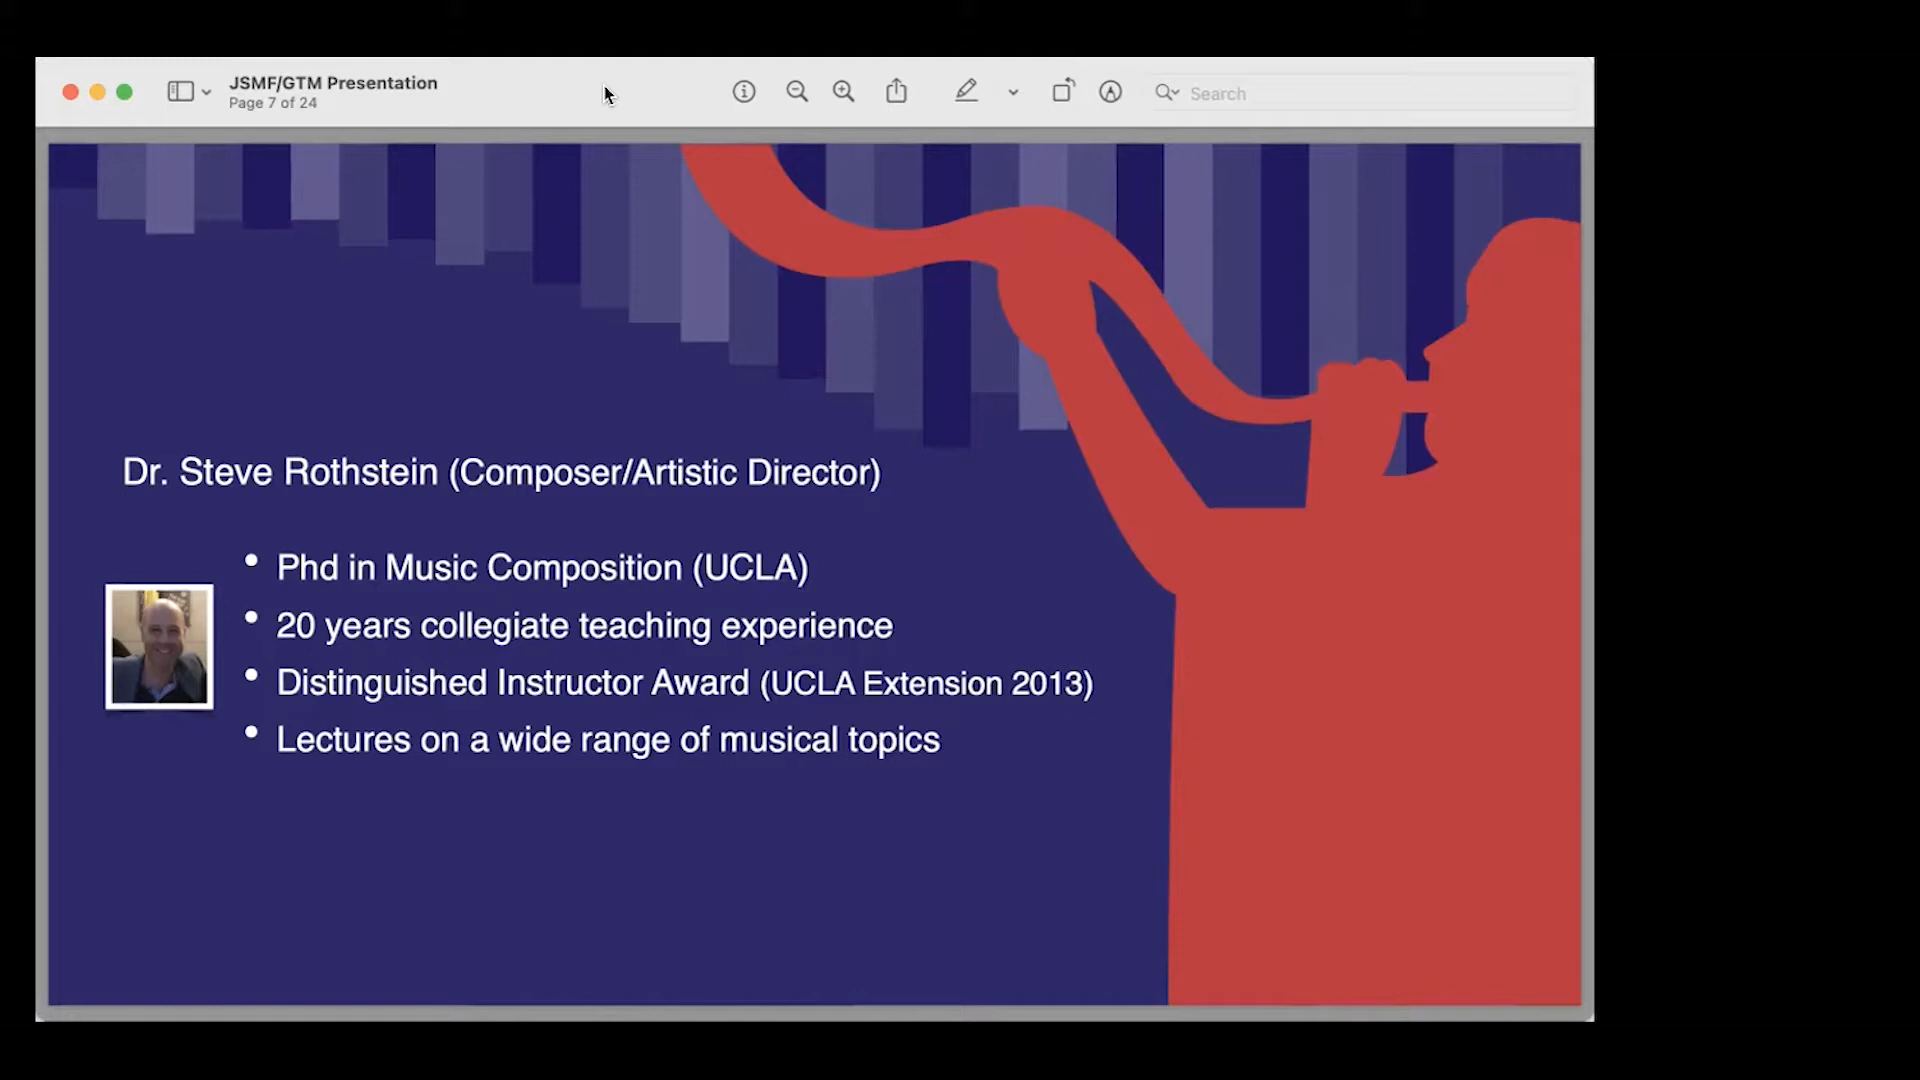 JSMF/GTM Presentation
Page 7 of 24
Search
Dr. Steve Rothstein (Composer/Artistic Director)
• Phd in Music Composition (UCLA)
• 20 years collegiate teaching experience
• Distinguished Instructor Award (UCLA Extension 2013)
• Lectures on a wide range of musical topics